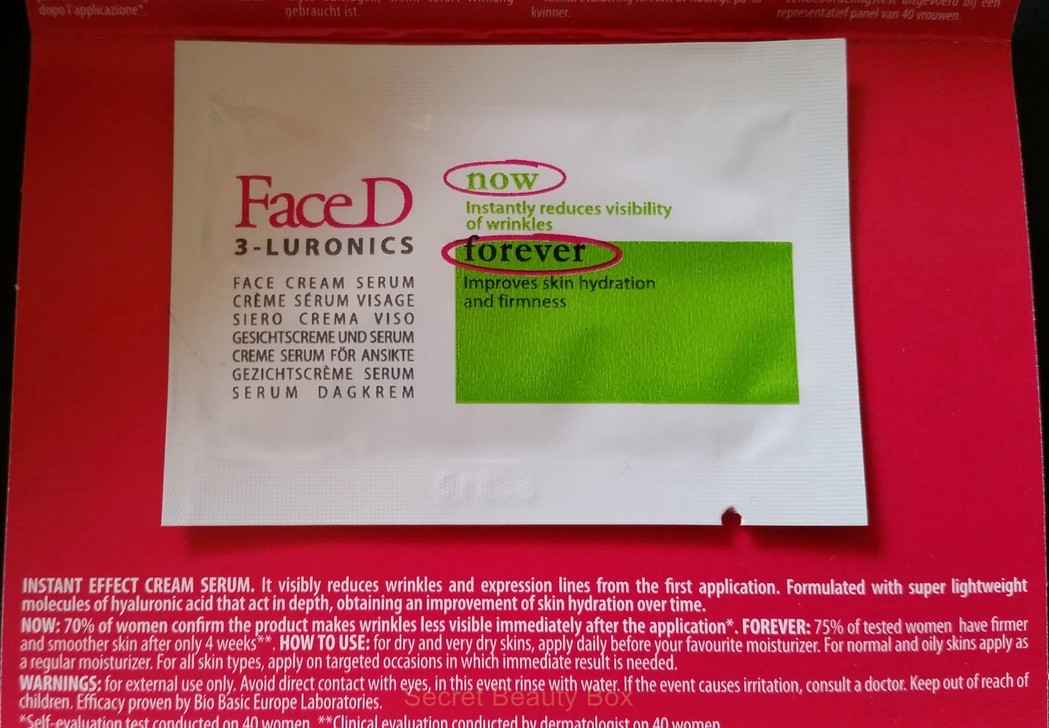 dopo l'applicazione*
gebraucht ist.
kvinner.
representatief panel van 40 vrouwen.
FaceD
3-LURONICS
FACE CREAM SERUM
CRÈME SÉRUM VISAGE
SIERO CREMA VISO
GESICHTSCREME UND SERUM
CREME SERUM FÖR ANSIKTE
GEZICHTSCRÈME SERUM
SERUM DAGKREM
now
Instantly reduces visibility
of wrinkles
forever
Improves skin hydration
and firmness
INSTANT EFFECT CREAM SERUM. It visibly reduces wrinkles and expression lines from the first application. Formulated with super lightweight
molecules of hyaluronic acid that act in depth, obtaining an improvement of skin hydration over time.
NOW: 70% of women confirm the product makes wrinkles less visible immediately after the application*. FOREVER: 75% of tested women have firmer
and smoother skin after only 4 weeks**. HOW TO USE: for dry and very dry skins, apply daily before your favourite moisturizer. For normal and oily skins apply as
a regular moisturizer. For all skin types, apply on targeted occasions in which immediate result is needed.
WARNINGS: for external use only. Avoid direct contact with eyes, in this event rinse with water. If the event causes irritation, consult a doctor. Keep out of reach of
children. Efficacy proven by Bio Basic Europe Laboratories.
Secret Beauty Box
*Self-evaluation test conducted on 40 women. **Clinical evaluation conducted by dermatologist on 40 women.